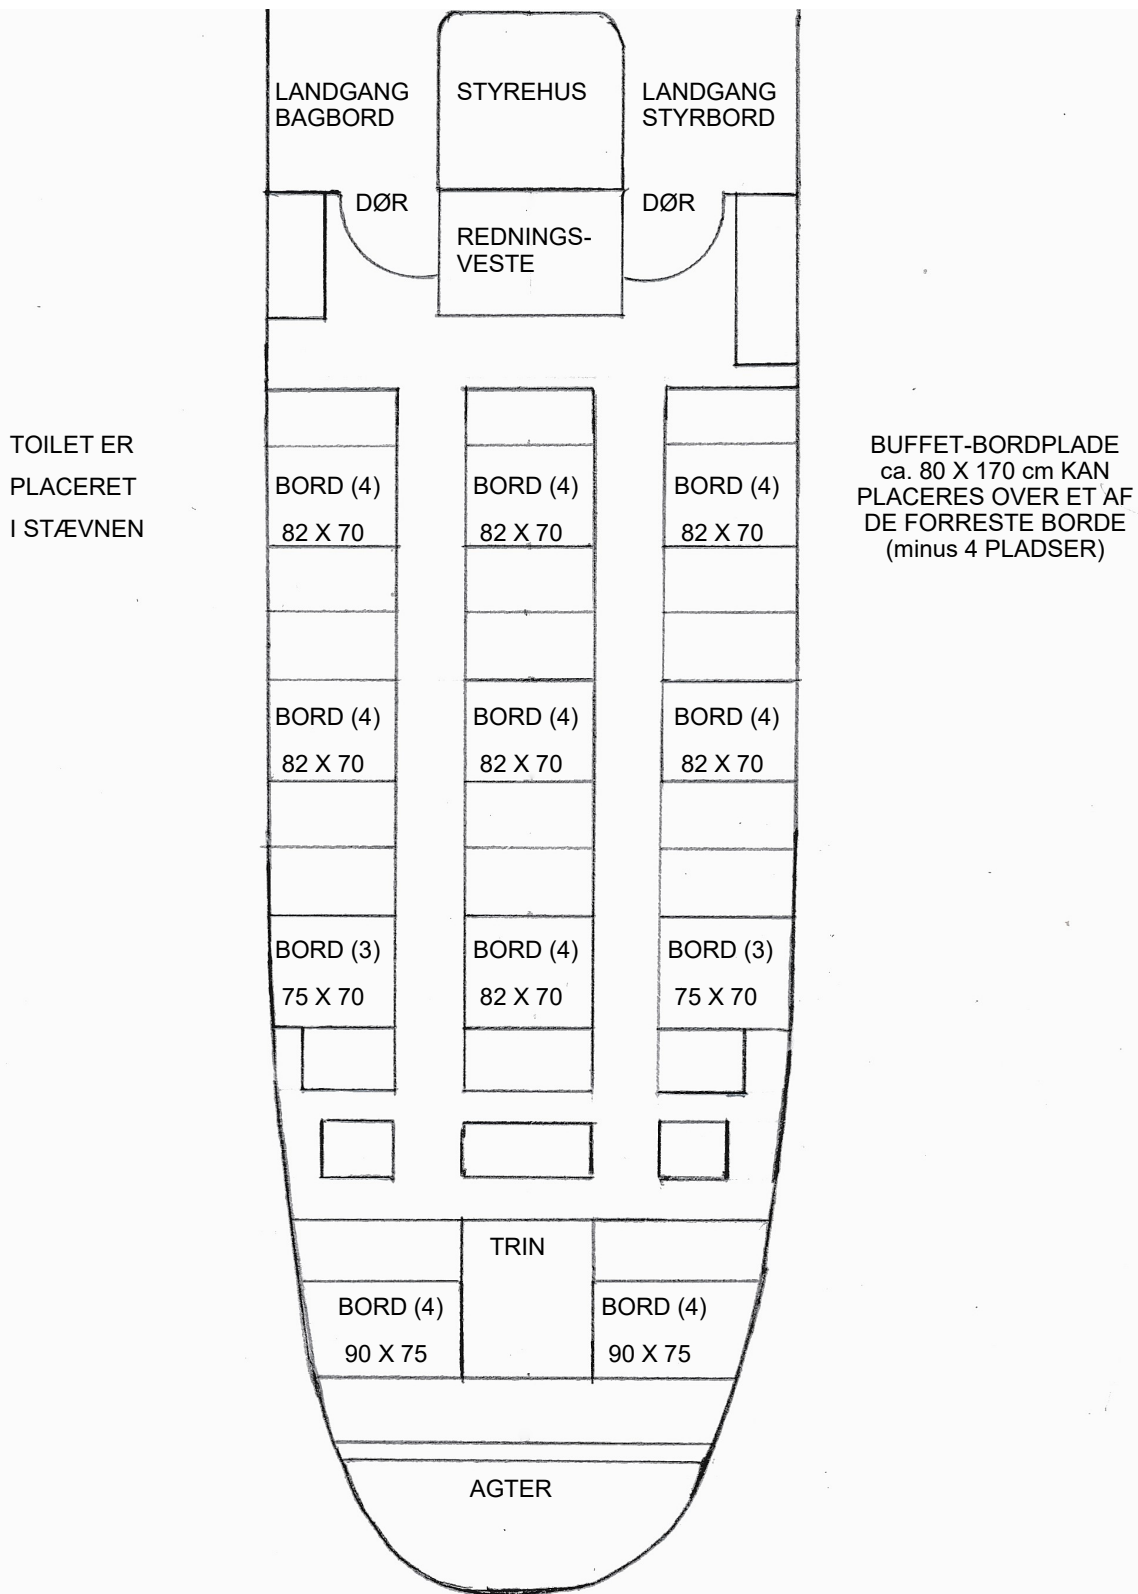 LANDGANG
BAGBORD
STYREHUS
LANDGANG
STYRBORD
DØR
DØR
REDNINGS-
VESTE
TOILET ER
PLACERET
I STÆVNEN
BUFFET-BORDPLADE
ca. 80 X 170 cm KAN
PLACERES OVER ET AF
DE FORRESTE BORDE
(minus 4 PLADSER)
BORD (4)
82 X 70
BORD (4)
82 X 70
BORD (4)
82 X 70
BORD (4)
82 X 70
BORD (4)
82 X 70
BORD (4)
82 X 70
BORD (3)
75 X 70
BORD (4)
82 X 70
BORD (3)
75 X 70
TRIN
BORD (4)
90 X 75
BORD (4)
90 X 75
AGTER